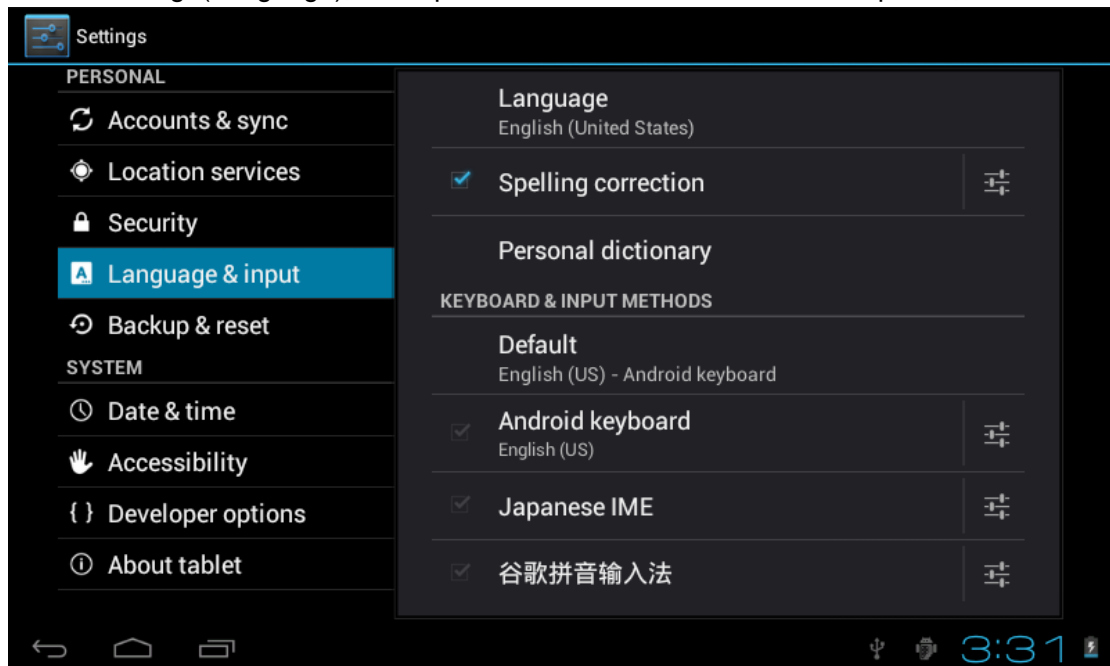 Settings
PERSONAL
Accounts & sync
Location services
Security
Language & input
Backup & reset
SYSTEM
Date & time
Accessibility
{ } Developer options
About tablet
Language
English (United States)
Spelling correction
Personal dictionary
KEYBOARD & INPUT METHODS
Default
English (US) - Android keyboard
Android keyboard
English (US)
Japanese IME
谷歌拼音输入法
3:31